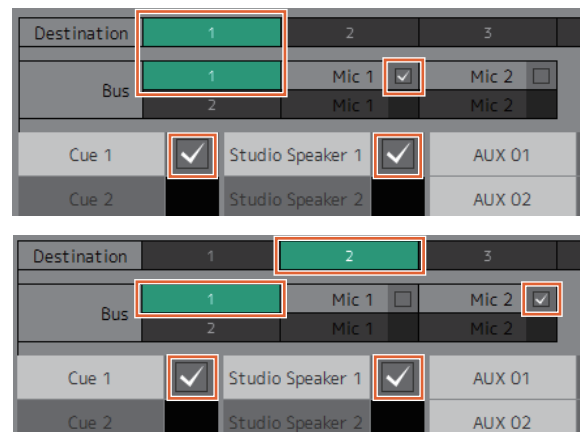 Destination 1 2 3
Bus 1 Mic 1 Mic 2
2 Mic 1 Mic 2
Cue 1 Studio Speaker 1 AUX 01
Cue 2 Studio Speaker 2 AUX 02
Destination 1 2 3
Bus 1 Mic 1 Mic 2
2 Mic 1 Mic 2
Cue 1 Studio Speaker 1 AUX 01
Cue 2 Studio Speaker 2 AUX 02